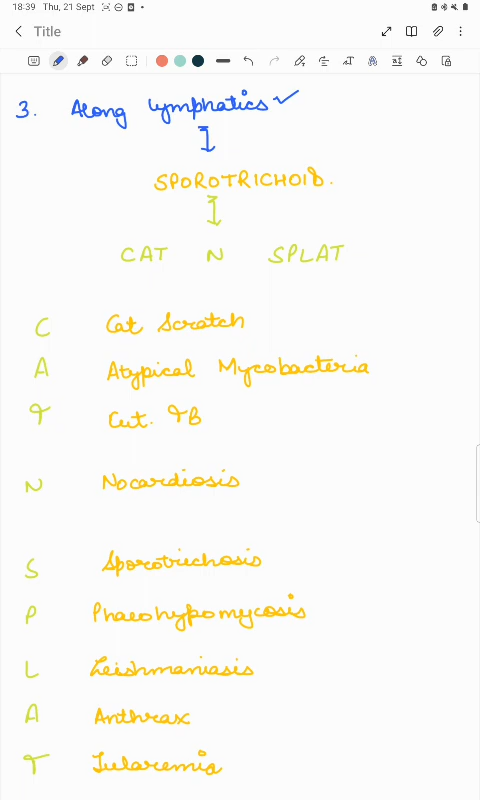 18:39 Thu, 21 Sept
Title
3. Along lymphatics
SPOROTRICHOID.
CAT N SPLAT
C Cat Scratch
A Atypical Mycobacteria
T Cut. TB
N Nocardiosis
S Sporotrichosis
P Phaeohypomycosis
L Leishmaniasis
A Anthrax
T Tularemia